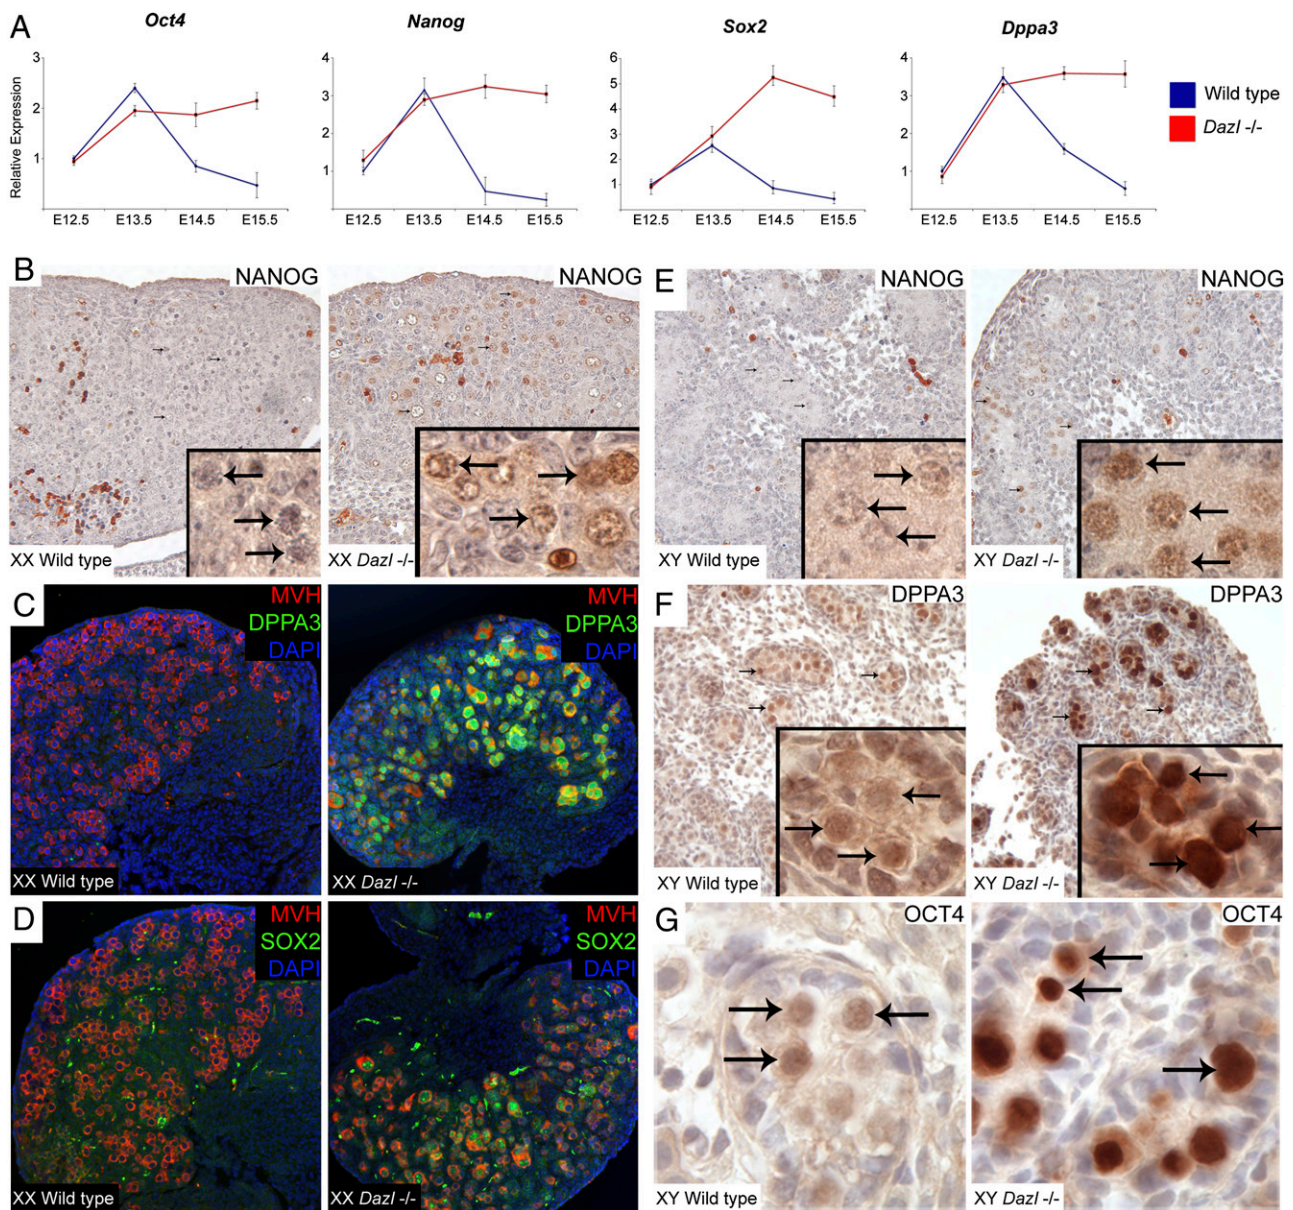 A
Oct4
Nanog
Sox2
Dppa3
Relative Expression
3
2
1
E12.5 E13.5 E14.5 E15.5
4
3
2
1
E12.5 E13.5 E14.5 E15.5
6
5
4
3
2
1
E12.5 E13.5 E14.5 E15.5
4
3
2
1
E12.5 E13.5 E14.5 E15.5
Wild type
Dazl -/-
B
NANOG
XX Wild type
NANOG
XX Dazl -/-
E
NANOG
XY Wild type
NANOG
XY Dazl -/-
C
MVH
DPPA3
DAPI
XX Wild type
MVH
DPPA3
DAPI
XX Dazl -/-
F
DPPA3
XY Wild type
DPPA3
XY Dazl -/-
D
MVH
SOX2
DAPI
XX Wild type
MVH
SOX2
DAPI
XX Dazl -/-
G
OCT4
XY Wild type
OCT4
XY Dazl -/-